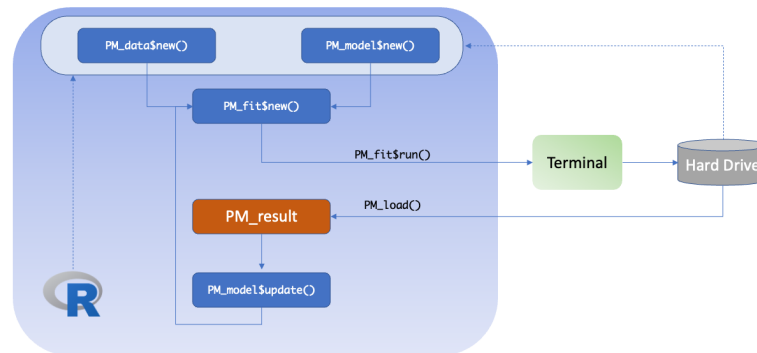 PM_data$new()
PM_model$new()
PM_fit$new()
PM_fit$run()
Terminal
Hard Drive
PM_load()
PM_result
PM_model$update()
R